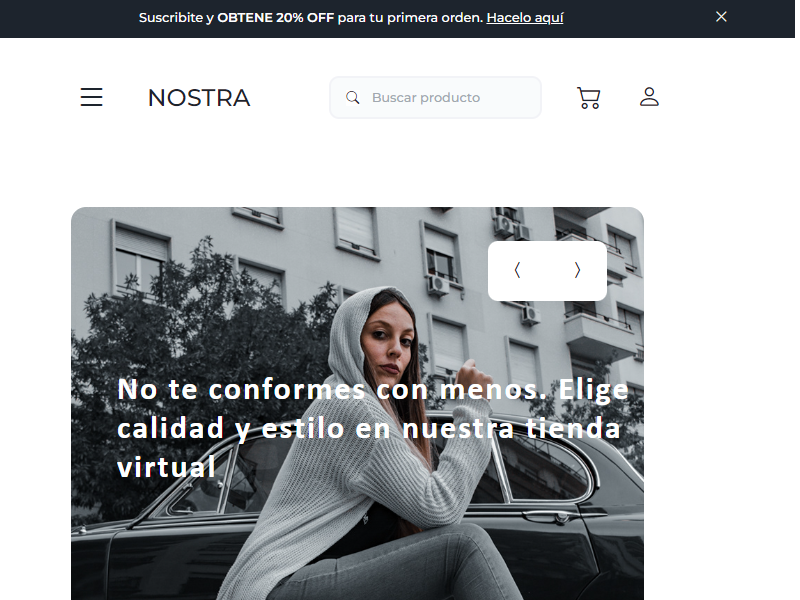 Suscribite y OBTENE 20% OFF para tu primera orden. Hacelo aquí
NOSTRA
Buscar producto
No te conformes con menos. Elige
calidad y estilo en nuestra tienda
virtual